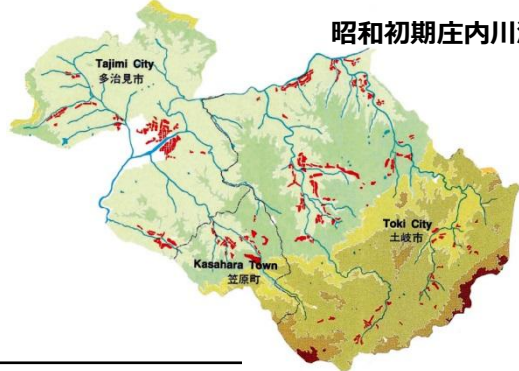 昭和初期庄内川
Tajimi City
多治見市
Toki City
土岐市
Kasahara Town
笠原町